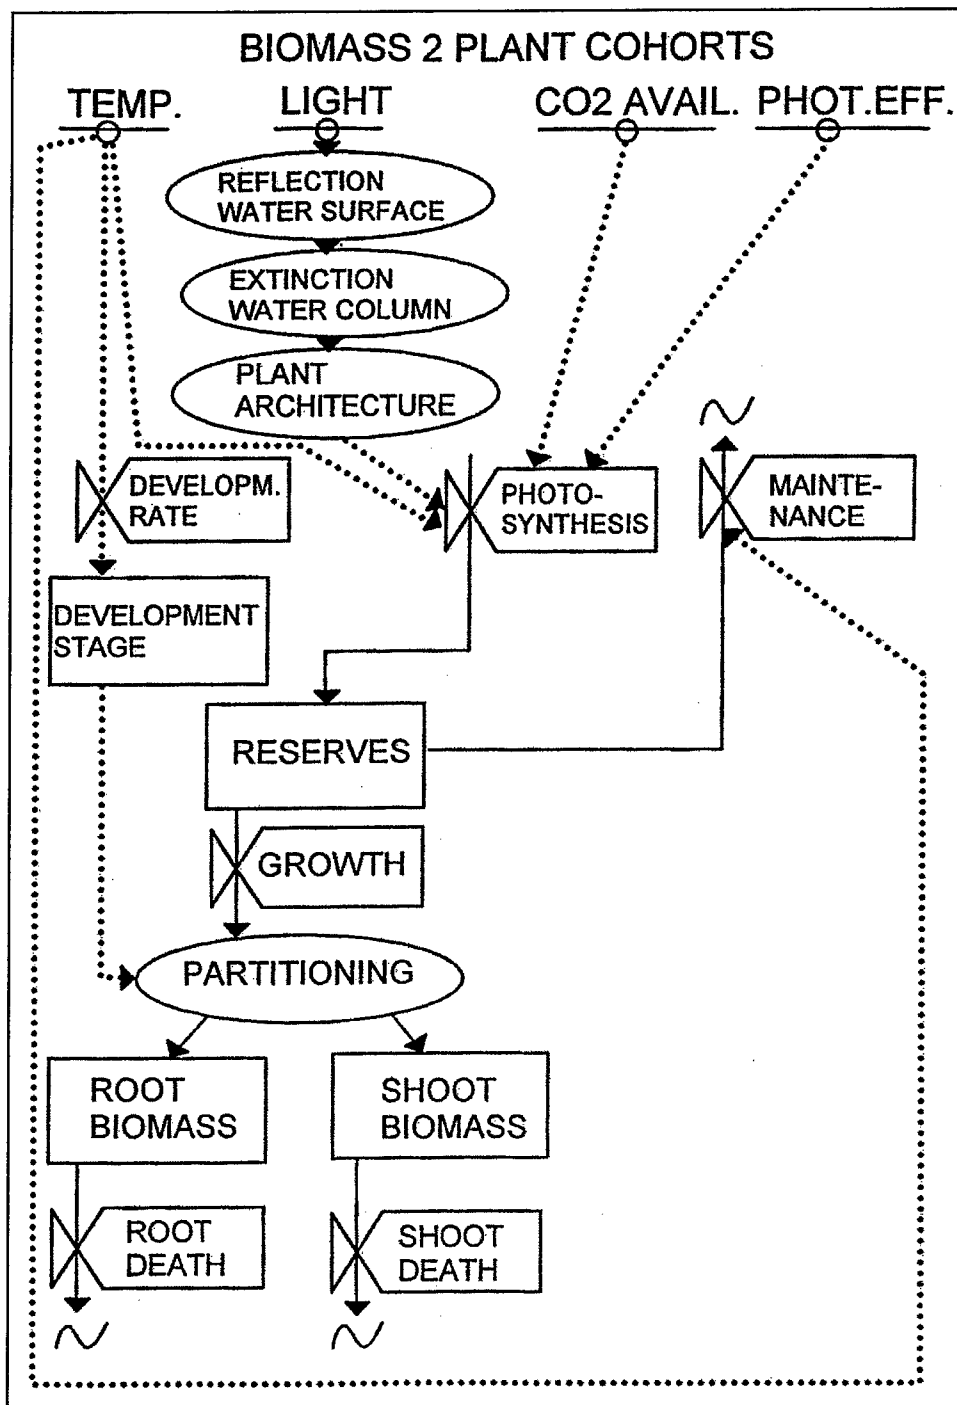 BIOMASS 2 PLANT COHORTS
TEMP.
LIGHT
CO2 AVAIL.
PHOT.EFF.
REFLECTION
WATER SURFACE
EXTINCTION
WATER COLUMN
PLANT
ARCHITECTURE
DEVELOPM.
RATE
PHOTO-
SYNTHESIS
MAINTE-
NANCE
DEVELOPMENT
STAGE
RESERVES
GROWTH
PARTITIONING
ROOT
BIOMASS
SHOOT
BIOMASS
ROOT
DEATH
SHOOT
DEATH